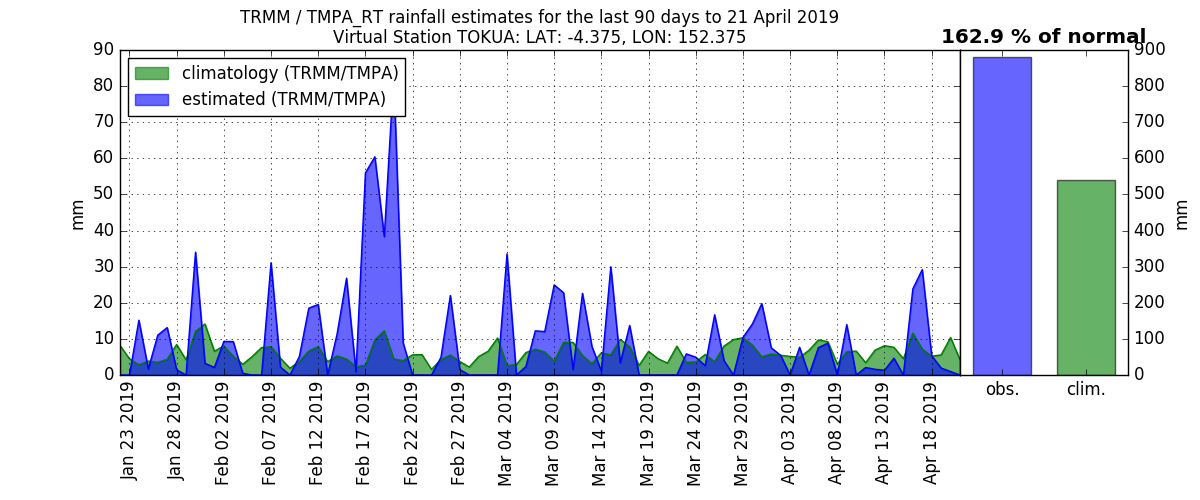 TRMM / TMPA_RT rainfall estimates for the last 90 days to 21 April 2019
Virtual Station TOKUA: LAT: -4.375, LON: 152.375
162.9 % of normal
climatology (TRMM/TMPA)
estimated (TRMM/TMPA)
90
80
70
60
50
40
30
20
10
0
mm
Jan 23 2019
Jan 28 2019
Feb 02 2019
Feb 07 2019
Feb 12 2019
Feb 17 2019
Feb 22 2019
Feb 27 2019
Mar 04 2019
Mar 09 2019
Mar 14 2019
Mar 19 2019
Mar 24 2019
Mar 29 2019
Apr 03 2019
Apr 08 2019
Apr 13 2019
Apr 18 2019
obs.
clim.
900
800
700
600
500
400
300
200
100
0
mm